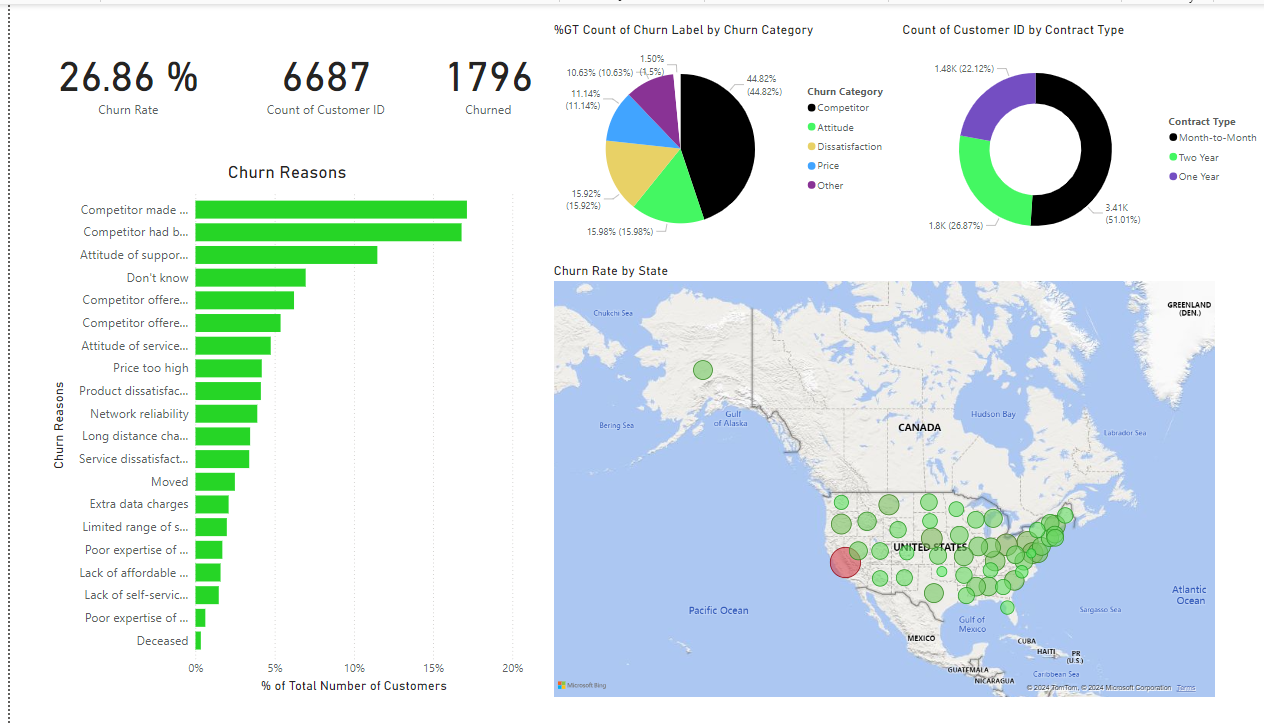 26.86 %
Churn Rate
6687
Count of Customer ID
1796
Churned
%GT Count of Churn Label by Churn Category
1.50%
(1.5%)
10.63% (10.63%)
11.14%
(11.14%)
15.92%
(15.92%)
15.98% (15.98%)
44.82%
(44.82%)
Churn Category
Competitor
Attitude
Dissatisfaction
Price
Other
Count of Customer ID by Contract Type
1.48K (22.12%)
1.8K (26.87%)
3.41K
(51.01%)
Contract Type
Month-to-Month
Two Year
One Year
Churn Reasons
Churn Reasons
Competitor made ...
Competitor had b...
Attitude of suppor...
Don't know
Competitor offere...
Competitor offere...
Attitude of service...
Price too high
Product dissatisfac...
Network reliability
Long distance cha...
Service dissatisfact...
Moved
Extra data charges
Limited range of s...
Poor expertise of ...
Lack of affordable ...
Lack of self-servic...
Poor expertise of ...
Deceased
0%
5%
10%
15%
20%
% of Total Number of Customers
Churn Rate by State
Chukchi Sea
GREENLAND
(DEN.)
Bering Sea
Gulf
of Alaska
CANADA
Hudson Bay
Labrador Sea
UNITED STATES
Pacific Ocean
Atlantic
Ocean
Sargasso Sea
Gulf of
Mexico
MEXICO
CUBA
HAITI
PR
(U.S.)
GUATEMALA
NICARAGUA
Caribbean Sea
Microsoft Bing
© 2024 TomTom, © 2024 Microsoft Corporation Terms